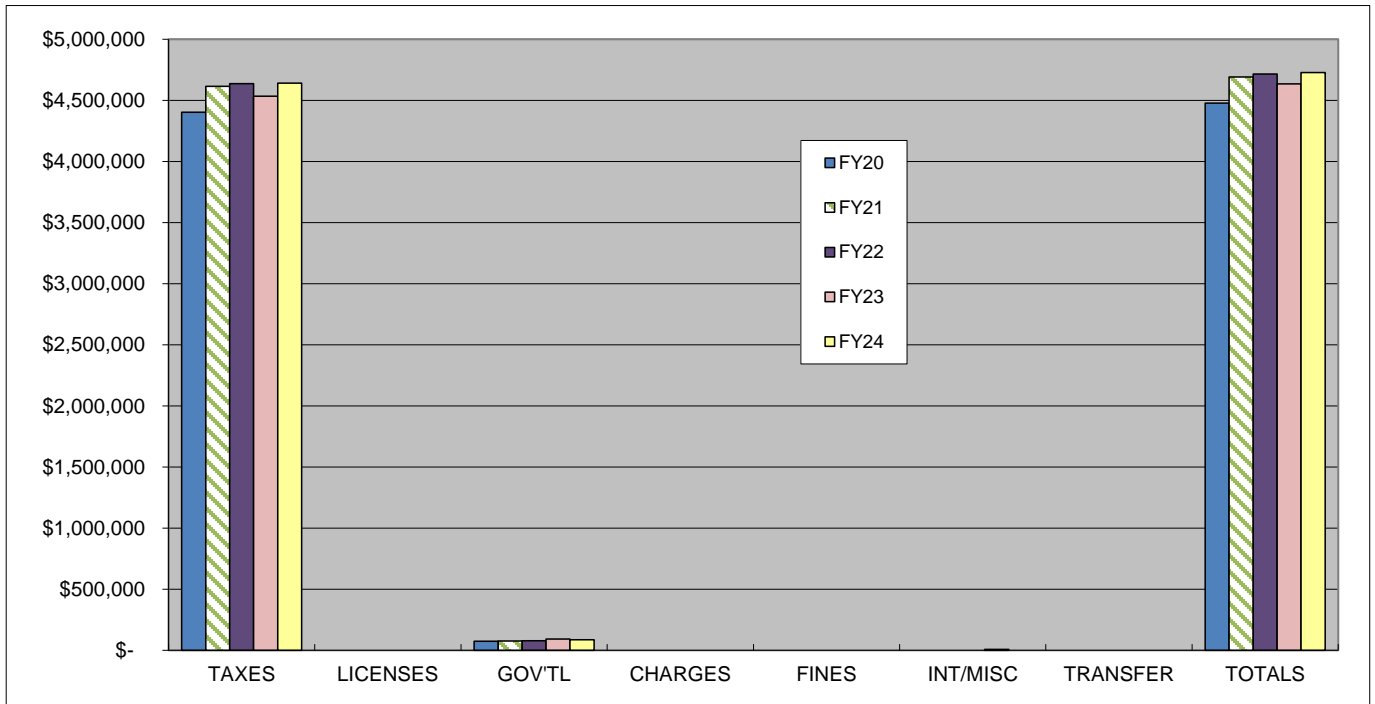 $5,000,000
$4,500,000
$4,000,000
$3,500,000
$3,000,000
$2,500,000
$2,000,000
$1,500,000
$1,000,000
$500,000
$-
FY20
FY21
FY22
FY23
FY24
TAXES LICENSES GOV'TL CHARGES FINES INT/MISC TRANSFER TOTALS